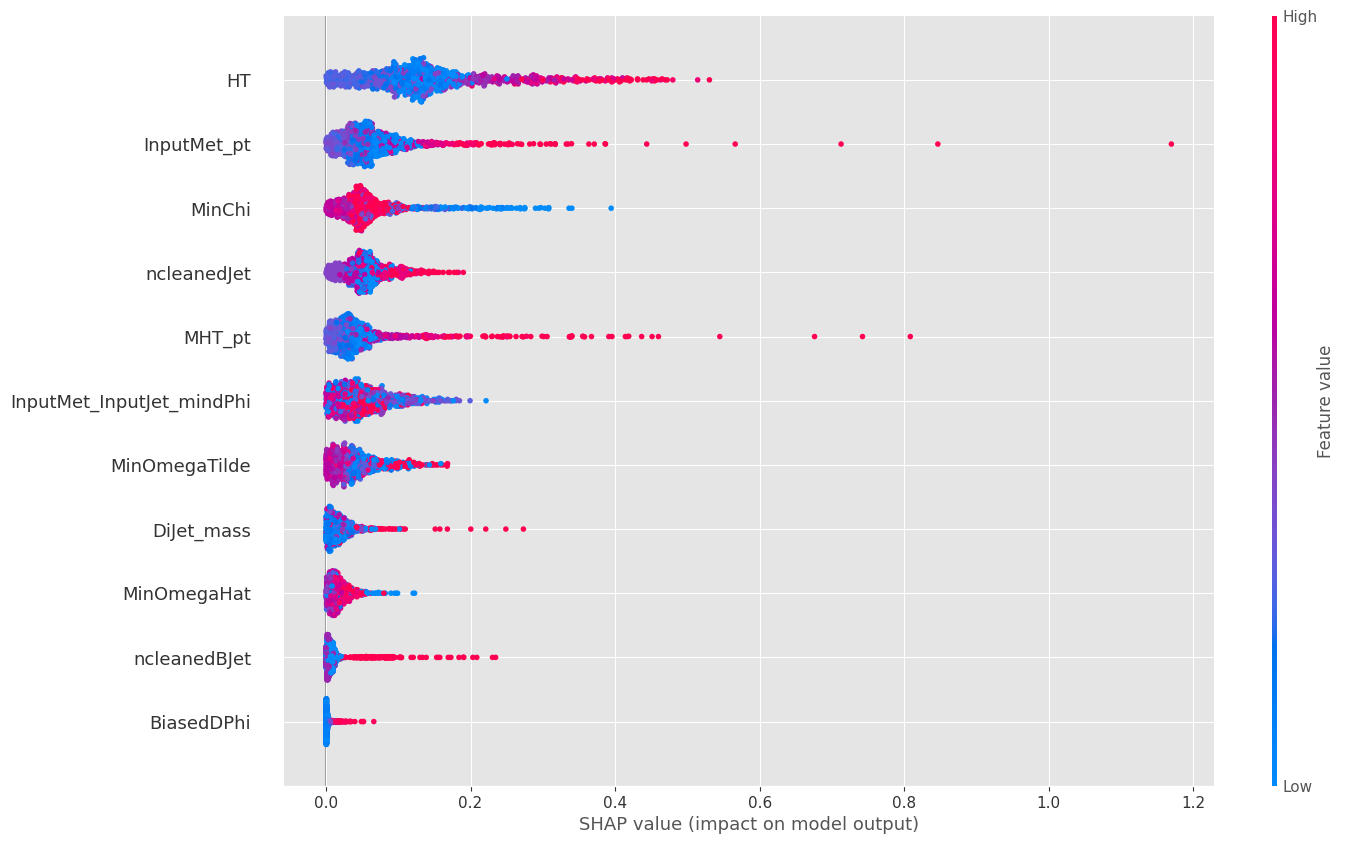 High
HT
InputMet_pt
MinChi
ncleanedJet
MHT_pt
InputMet_InputJet_mindPhi
MinOmegaTilde
DiJet_mass
MinOmegaHat
ncleanedBJet
BiasedDPhi
Feature value
Low
0.0 0.2 0.4 0.6 0.8 1.0 1.2
SHAP value (impact on model output)